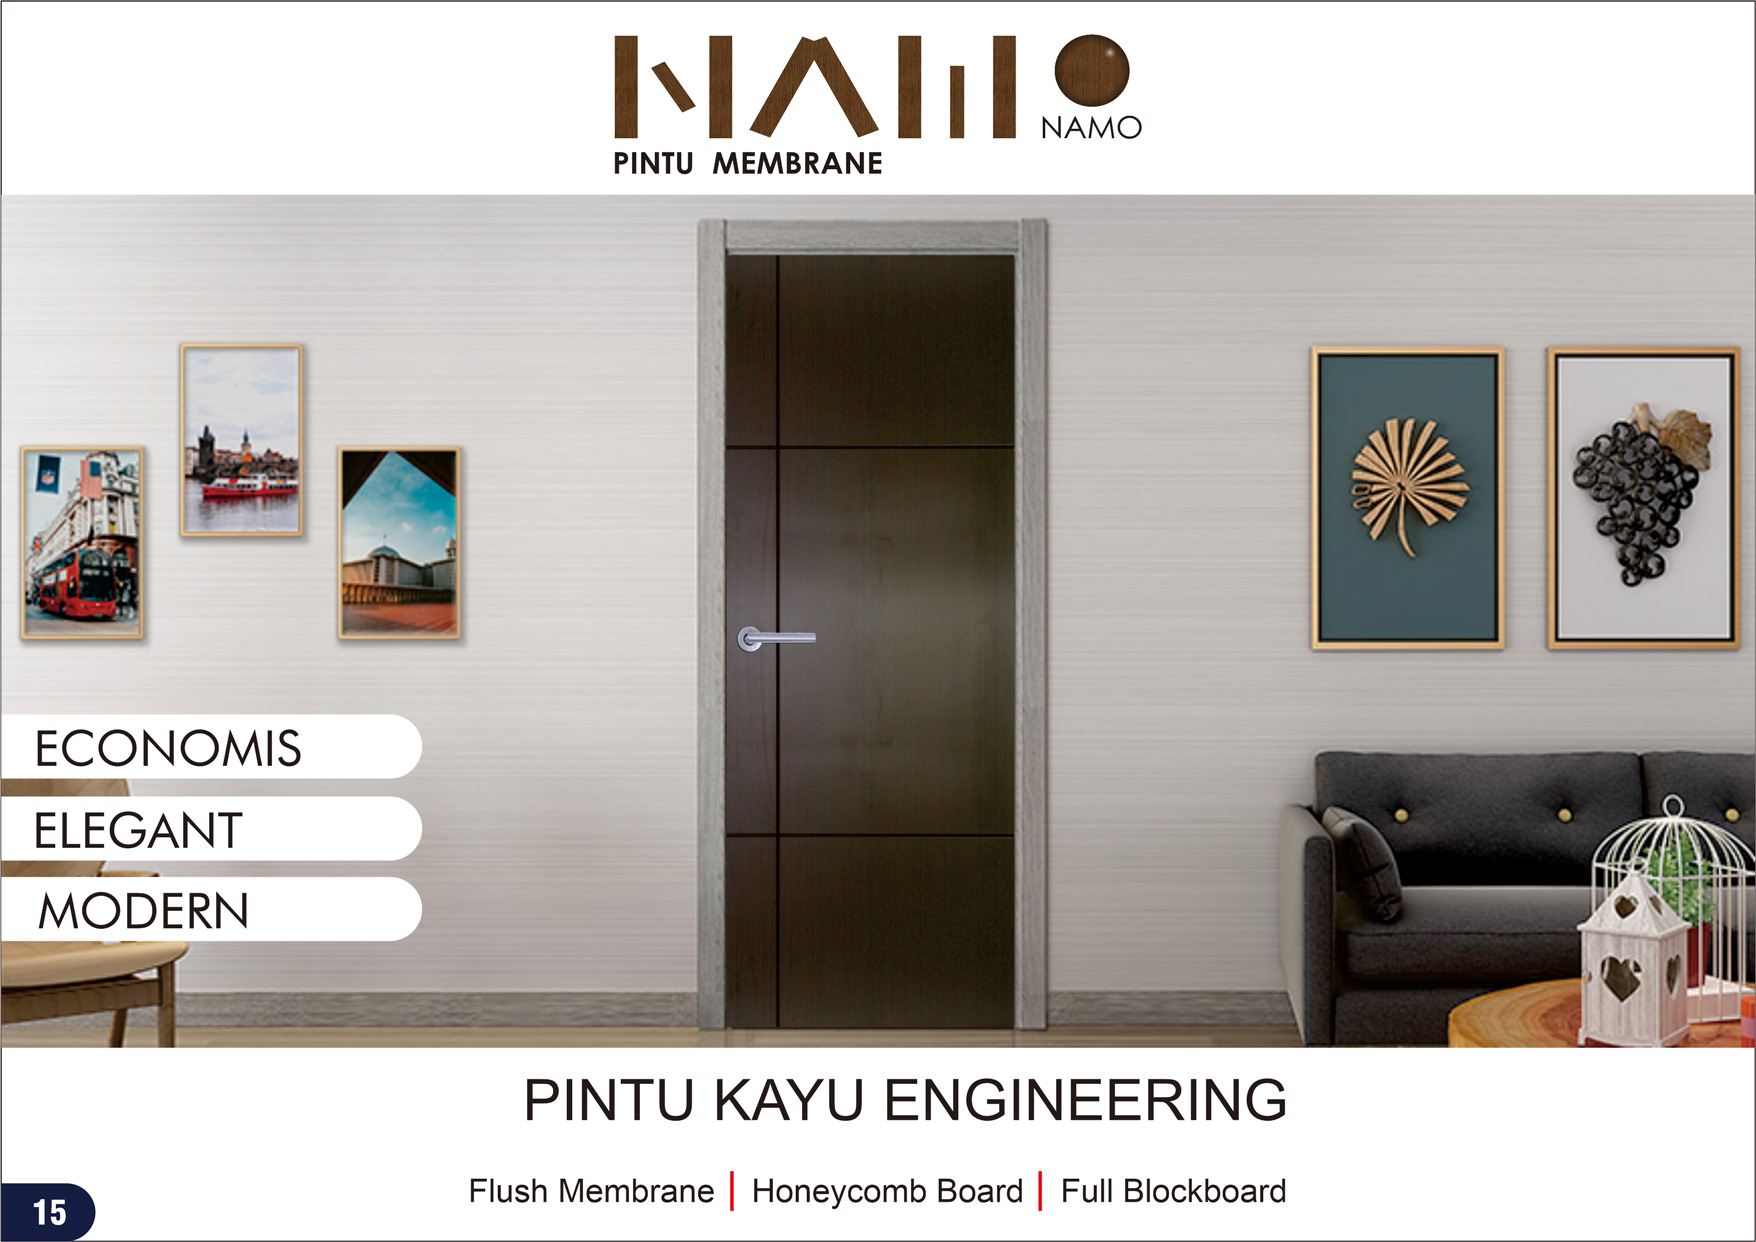 NAMO
NAMO
PINTU MEMBRANE
ECONOMIS
ELEGANT
MODERN
PINTU KAYU ENGINEERING
Flush Membrane | Honeycomb Board | Full Blockboard
15